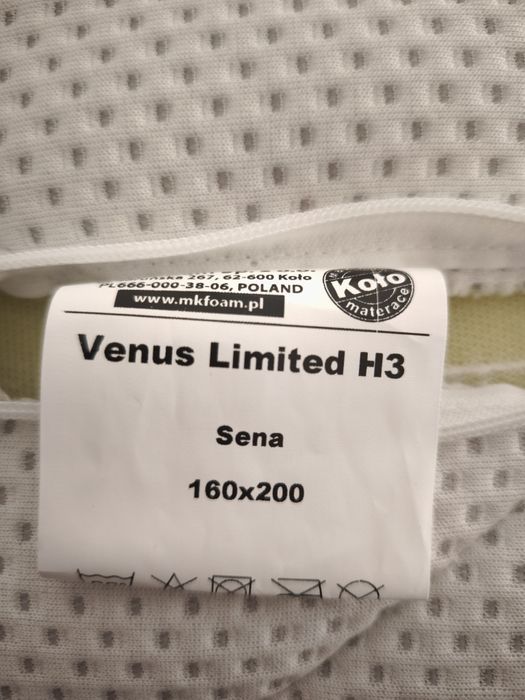 267, 62-600 Koło
PL666-000-38-06, POLAND
www.mkfoam.pl
Koło
materace
Venus Limited H3
Sena
160x200